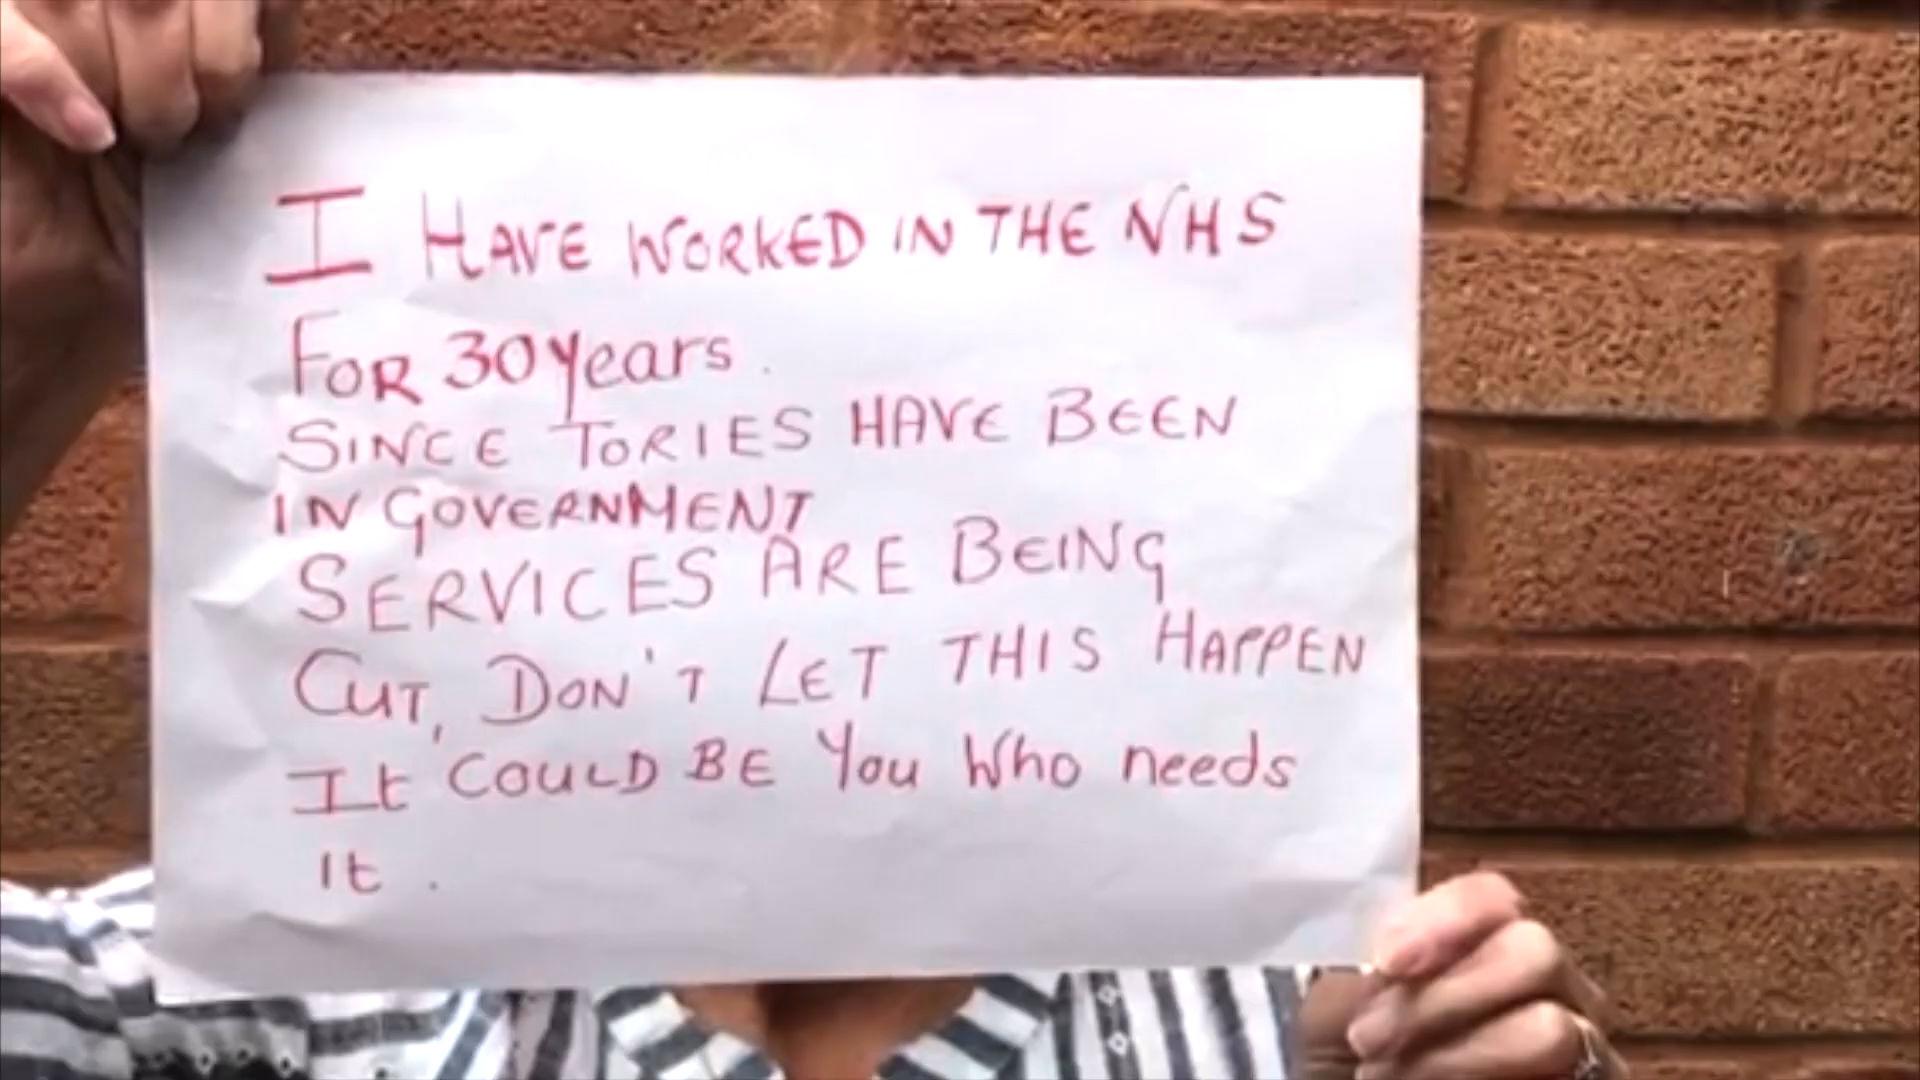 I HAVE WORKED IN THE NHS
FOR 30 years.
SINCE TORIES HAVE BEEN
IN GOVERNMENT
SERVICES ARE BEING
CUT, DON'T LET THIS HAPPEN
It COULD BE You Who needs
It.